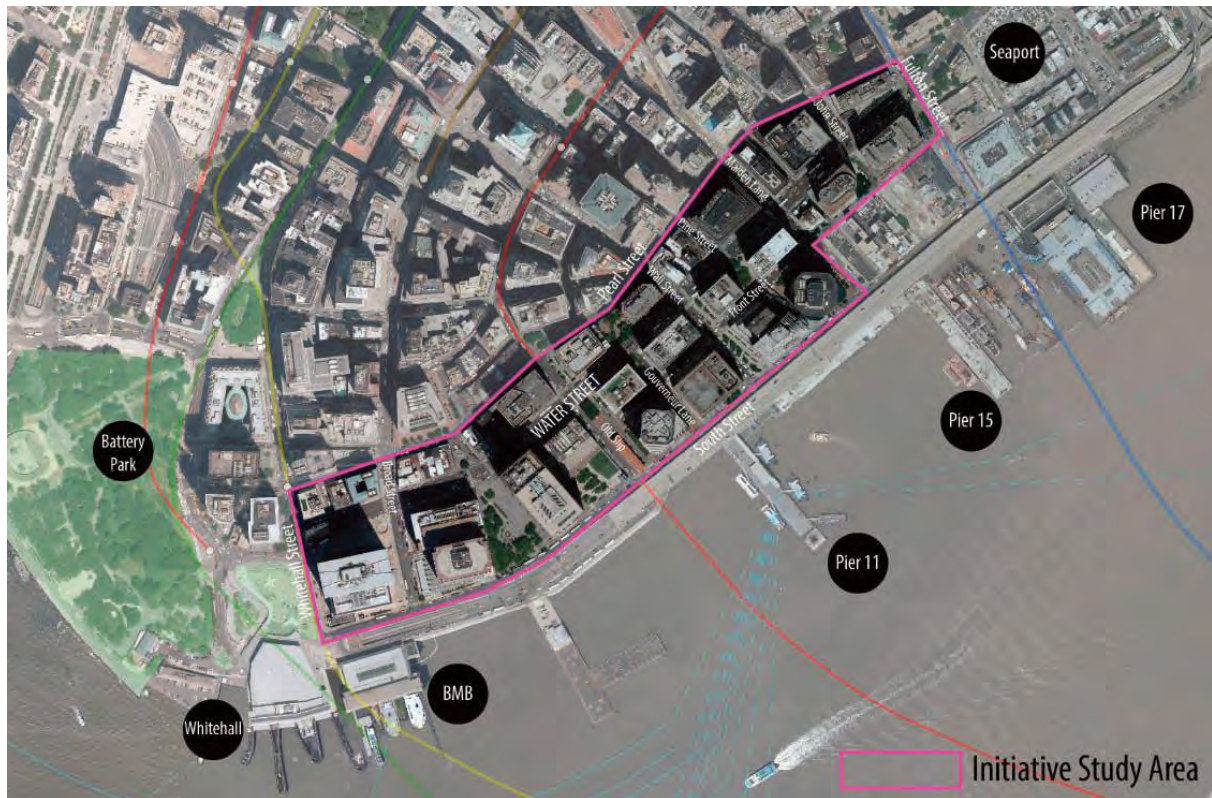 Seaport
Fulton Street
John Street
Maiden Lane
Pier 17
Pine Street
Pearl Street
Wall Street
Front Street
WATER STREET
Gouverneur Lane
Pier 15
Old Slip
South Street
Battery
Park
Broad Street
Whitehall Street
Pier 11
BMB
Whitehall
Initiative Study Area